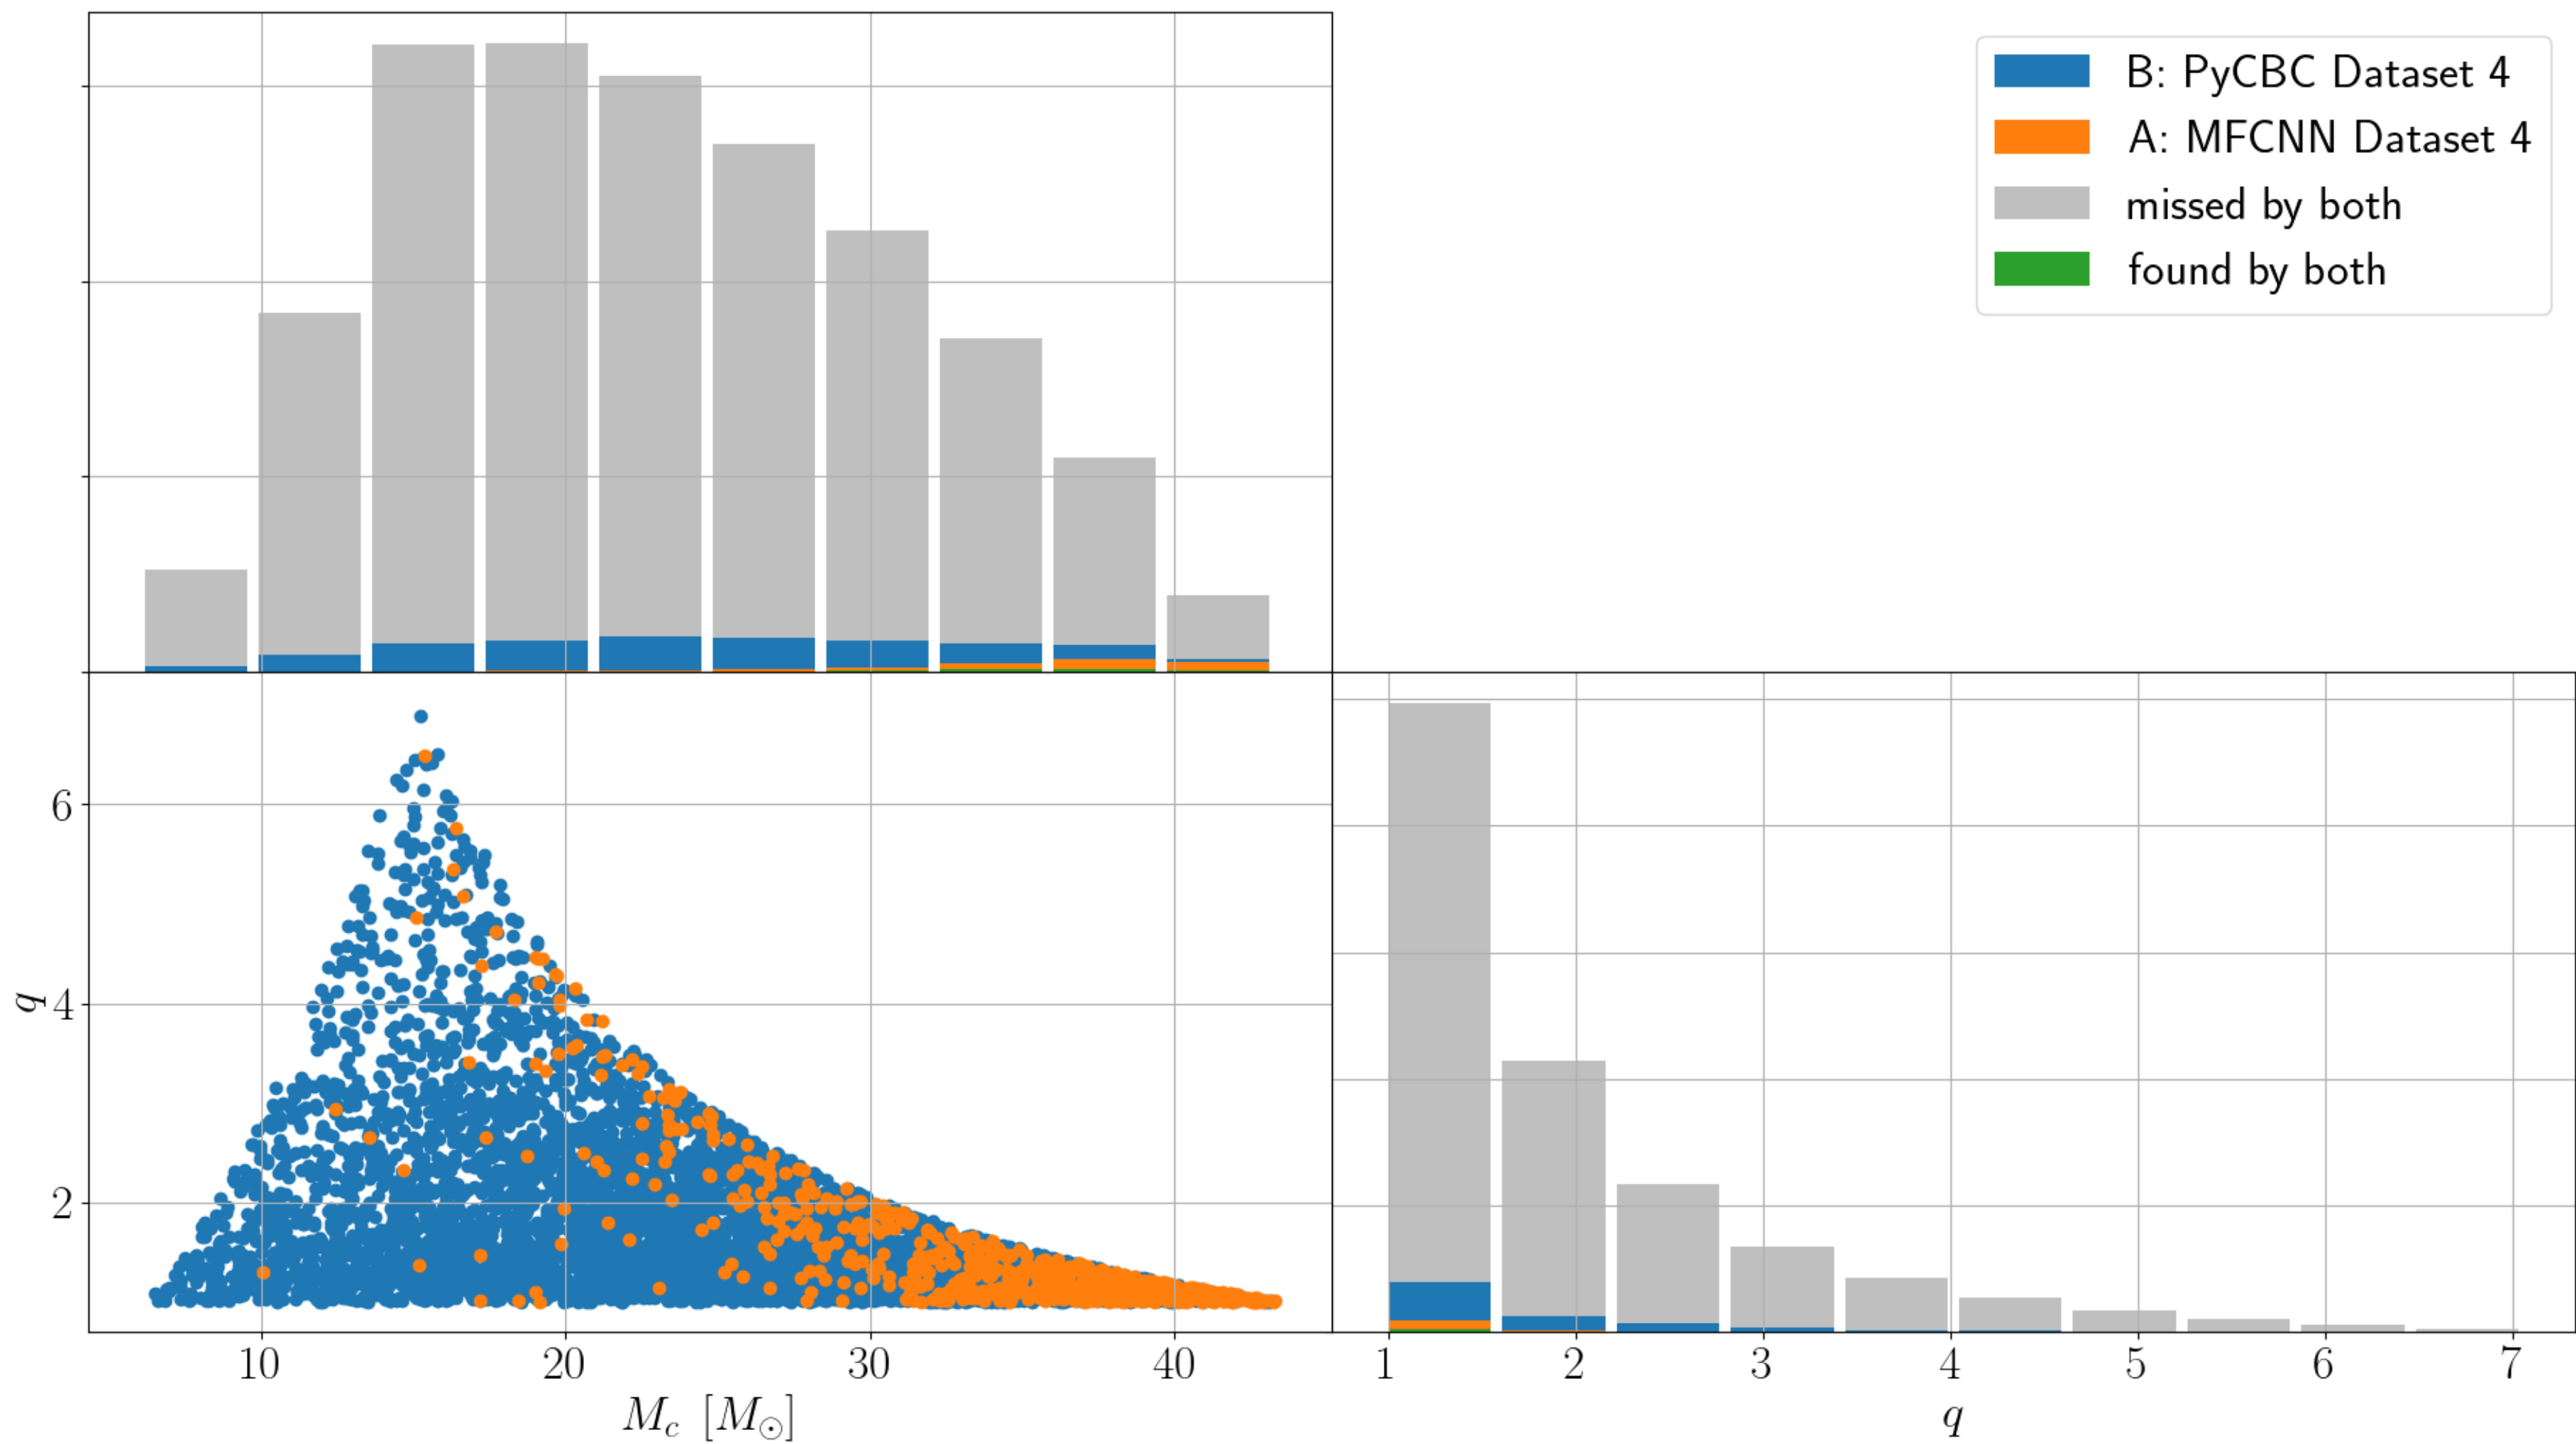 B: PyCBC Dataset 4
A: MFCNN Dataset 4
missed by both
found by both
6
4
2
q
10 20 30 40
M_c [M_⊙]
1 2 3 4 5 6 7
q